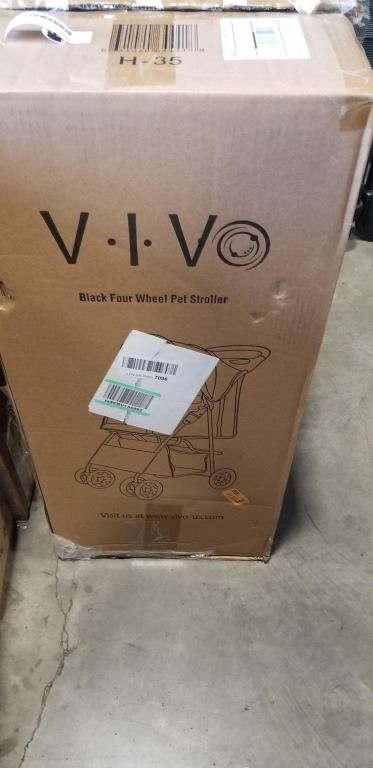 H-35
V·I·VO
Black Four Wheel Pet Stroller
7096
Visit us at www.vivo-us.com